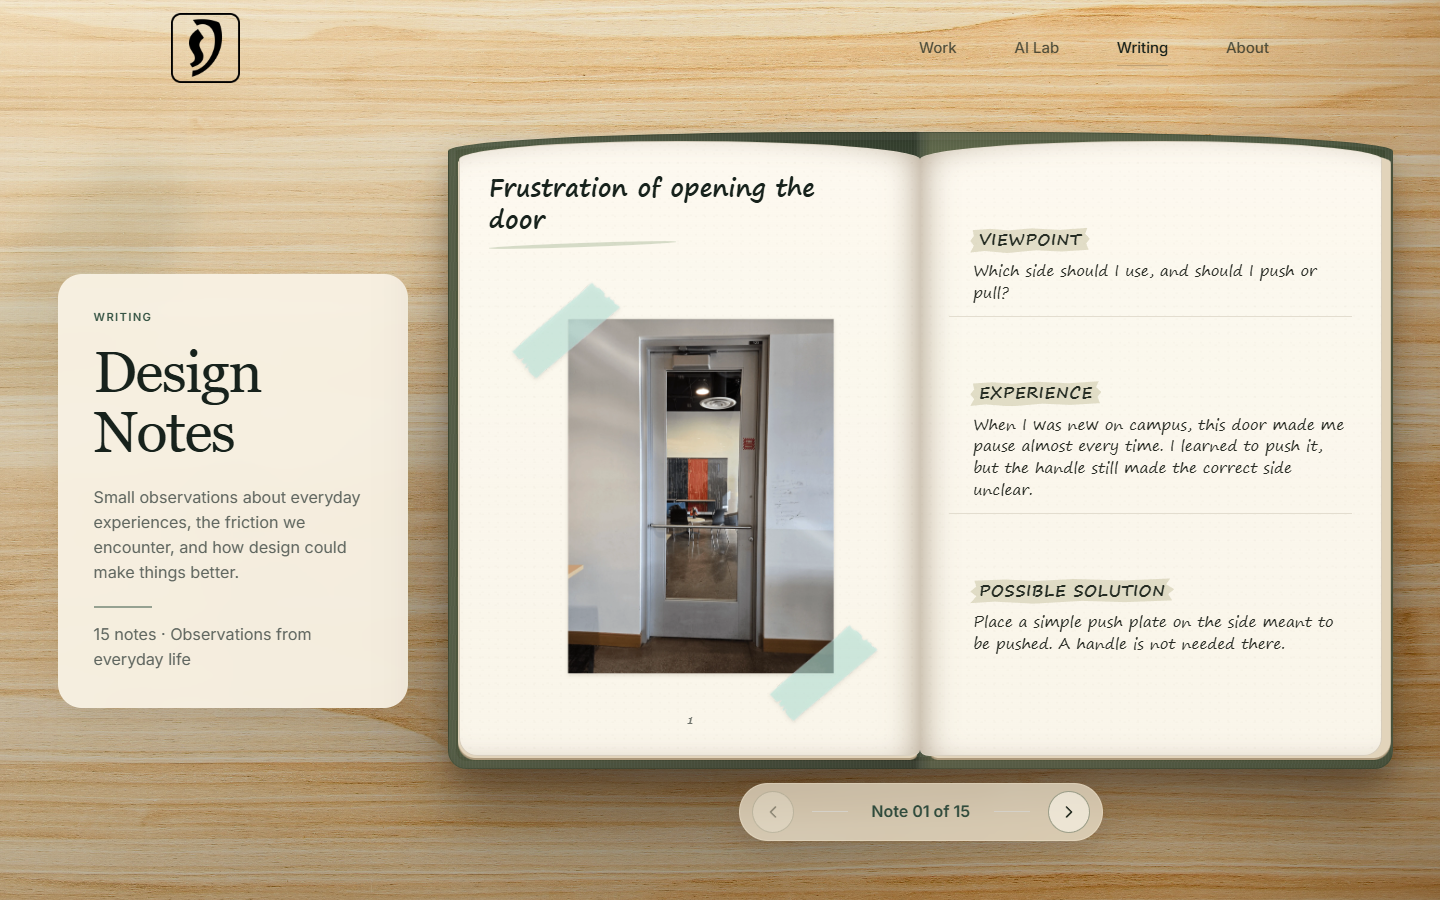 Work
AI Lab
Writing
About
WRITING
Design
Notes
Small observations about everyday
experiences, the friction we
encounter, and how design could
make things better.
15 notes · Observations from
everyday life
Frustration of opening the
door
1
VIEWPOINT
Which side should I use, and should I push or
pull?
EXPERIENCE
When I was new on campus, this door made me
pause almost every time. I learned to push it,
but the handle still made the correct side
unclear.
POSSIBLE SOLUTION
Place a simple push plate on the side meant to
be pushed. A handle is not needed there.
Note 01 of 15